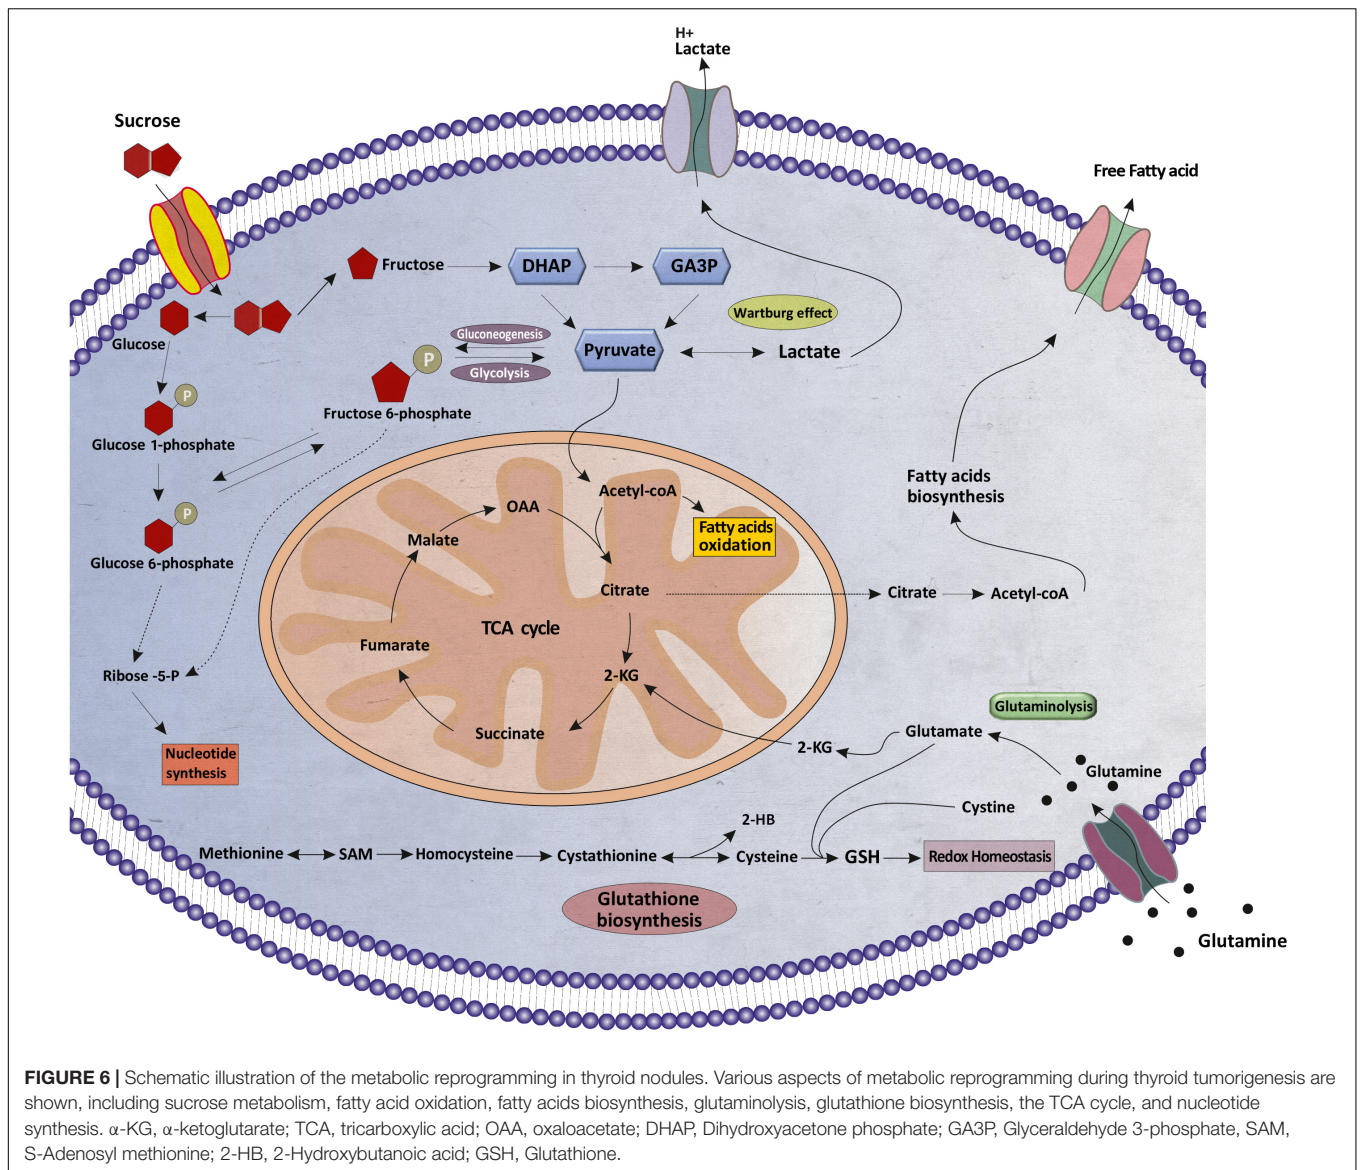 H+
Lactate
Sucrose
Free Fatty acid
Fructose
DHAP
GA3P
Wartburg effect
Glucose
Gluconeogenesis
Pyruvate
Lactate
P
Glycolysis
P
Fructose 6-phosphate
Glucose 1-phosphate
Fatty acids
biosynthesis
Acetyl-coA
OAA
P
Fatty acids
oxidation
Malate
Glucose 6-phosphate
Citrate
Citrate
Acetyl-coA
TCA cycle
Fumarate
Ribose -5-P
2-KG
Glutaminolysis
Succinate
Glutamate
2-KG
Nucleotide
synthesis
Glutamine
Cystine
2-HB
Methionine
SAM
Homocysteine
Cystathionine
Cysteine
GSH
Redox Homeostasis
Glutathione
biosynthesis
Glutamine
FIGURE 6 | Schematic illustration of the metabolic reprogramming in thyroid nodules. Various aspects of metabolic reprogramming during thyroid tumorigenesis are
shown, including sucrose metabolism, fatty acid oxidation, fatty acids biosynthesis, glutaminolysis, glutathione biosynthesis, the TCA cycle, and nucleotide
synthesis. α-KG, α-ketoglutarate; TCA, tricarboxylic acid; OAA, oxaloacetate; DHAP, Dihydroxyacetone phosphate; GA3P, Glyceraldehyde 3-phosphate, SAM,
S-Adenosyl methionine; 2-HB, 2-Hydroxybutanoic acid; GSH, Glutathione.